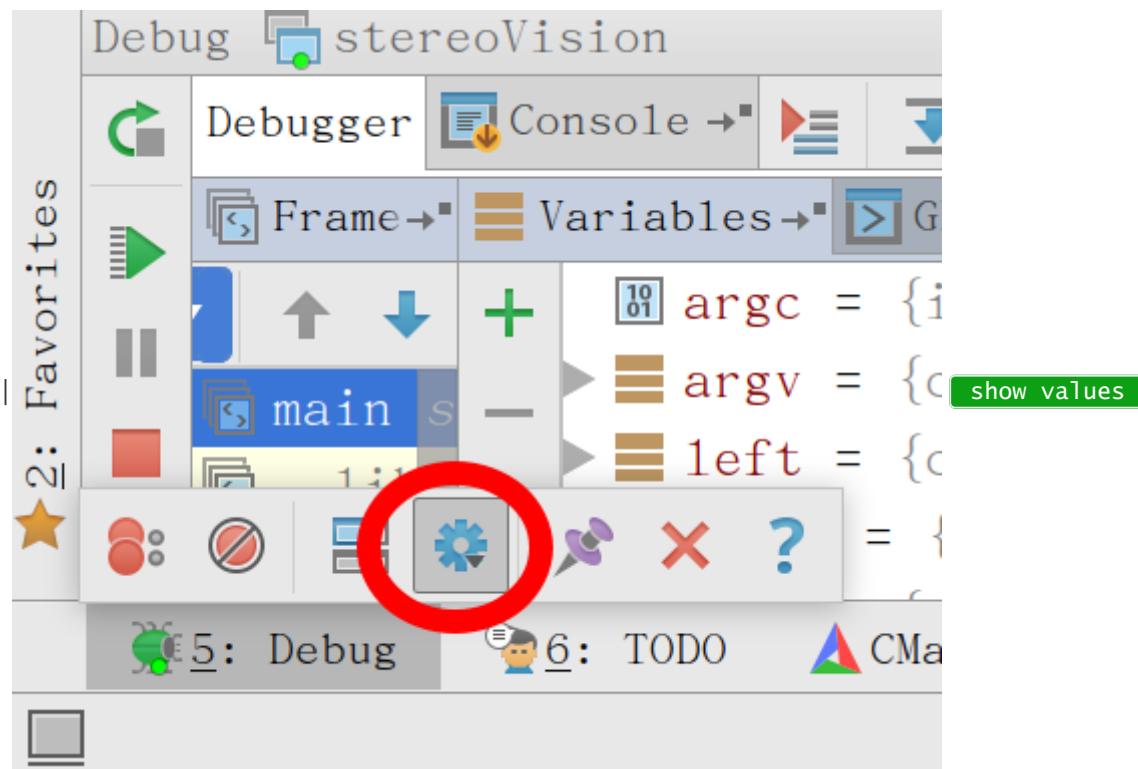 Debug stereoVision
Debugger Console
Frame Variables G
2: Favorites
argc = {i
argv = {c
show values
main s
left = {c
= {
5: Debug 6: TODO CMa